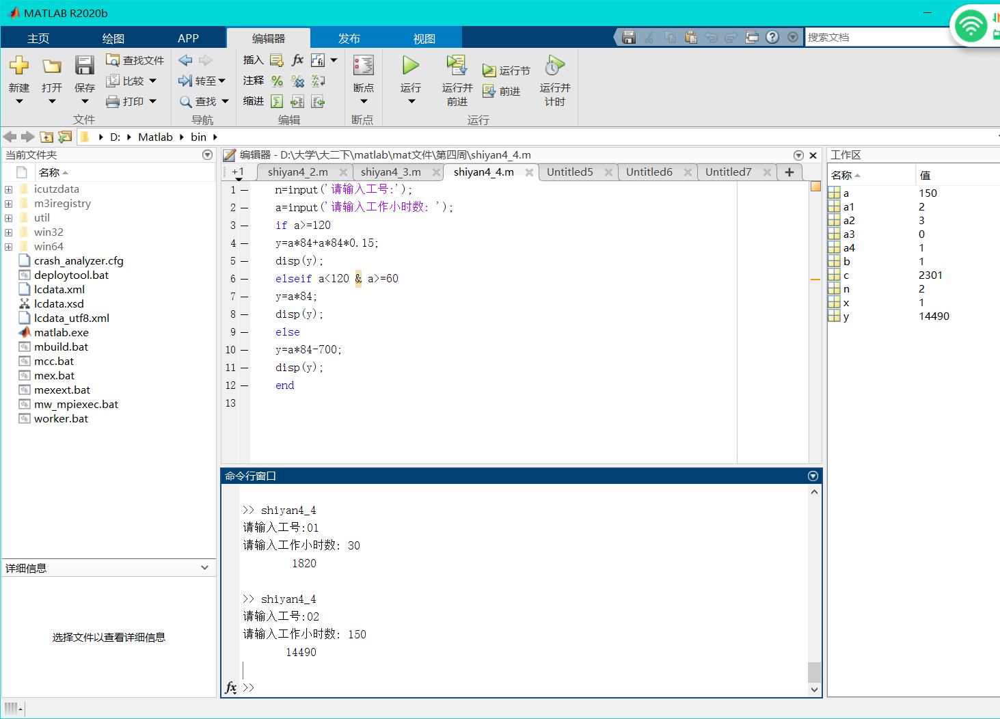 MATLAB R2020b
主页 绘图 APP 编辑器 发布 视图 搜索文档
新建 打开 保存 查找文件 比较 打印 文件
转至 查找 导航
插入 fx fi 注释 缩进 编辑
断点 断点
运行 运行并前进 运行节 前进 运行并计时 运行
D: Matlab bin
当前文件夹
名称
icutzdata
m3iregistry
util
win32
win64
crash_analyzer.cfg
deploytool.bat
lcdata.xml
lcdata.xsd
lcdata_utf8.xml
matlab.exe
mbuild.bat
mcc.bat
mex.bat
mexext.bat
mw_mpiexec.bat
worker.bat
详细信息
选择文件以查看详细信息
编辑器 - D:\大学\大二下\matlab\mat文件\第四周\shiyan4_4.m
+1 shiyan4_2.m shiyan4_3.m shiyan4_4.m Untitled5 Untitled6 Untitled7
1 n=input('请输入工号:');
2 a=input('请输入工作小时数: ');
3 if a>=120
4 y=a*84+a*84*0.15;
5 disp(y);
6 elseif a<120 & a>=60
7 y=a*84;
8 disp(y);
9 else
10 y=a*84-700;
11 disp(y);
12 end
13
命令行窗口
>> shiyan4_4
请输入工号:01
请输入工作小时数: 30
1820
>> shiyan4_4
请输入工号:02
请输入工作小时数: 150
14490
fx >>
工作区
名称 值
a 150
a1 2
a2 3
a3 0
a4 1
b 1
c 2301
n 2
x 1
y 14490